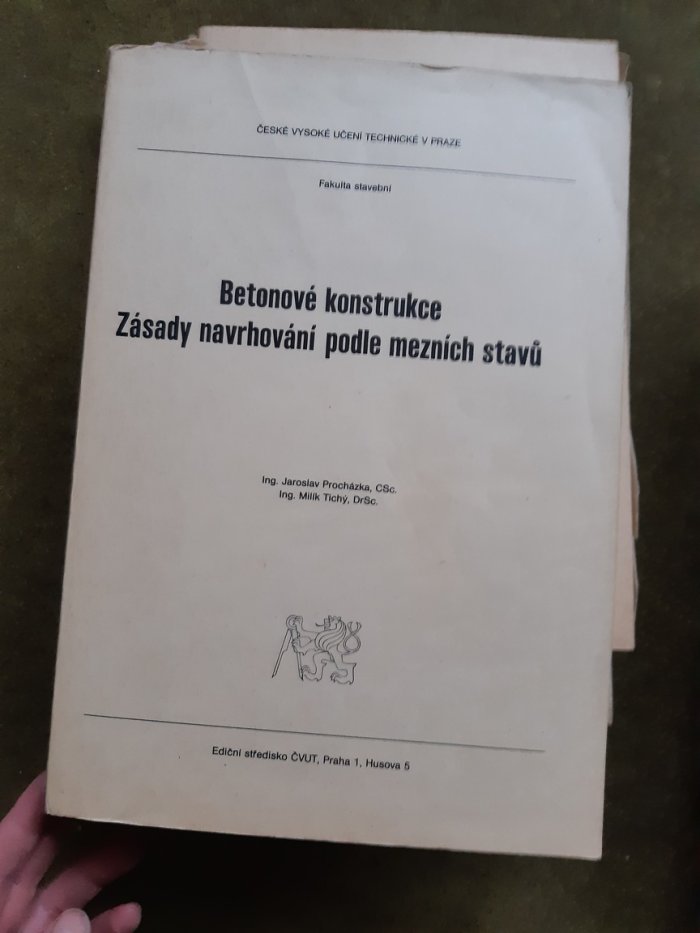 ČESKÉ VYSOKÉ UČENÍ TECHNICKÉ V PRAZE
Fakulta stavební
Betonové konstrukce
Zásady navrhování podle mezních stavů
Ing. Jaroslav Procházka, CSc.
Ing. Milík Tichý, DrSc.
Ediční středisko ČVUT, Praha 1, Husova 5